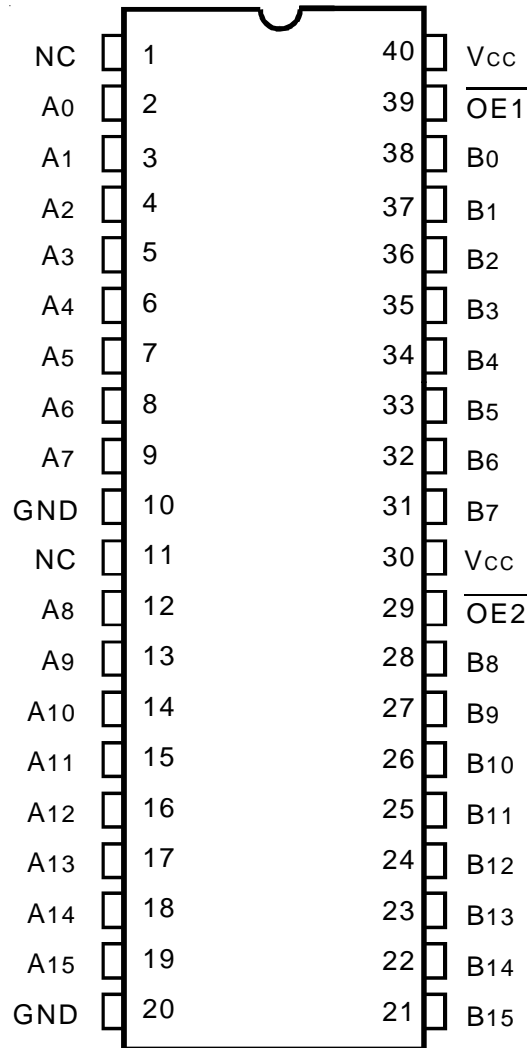 NC 1 40 Vcc
A0 2 39 OE1
A1 3 38 B0
A2 4 37 B1
A3 5 36 B2
A4 6 35 B3
A5 7 34 B4
A6 8 33 B5
A7 9 32 B6
GND 10 31 B7
NC 11 30 Vcc
A8 12 29 OE2
A9 13 28 B8
A10 14 27 B9
A11 15 26 B10
A12 16 25 B11
A13 17 24 B12
A14 18 23 B13
A15 19 22 B14
GND 20 21 B15